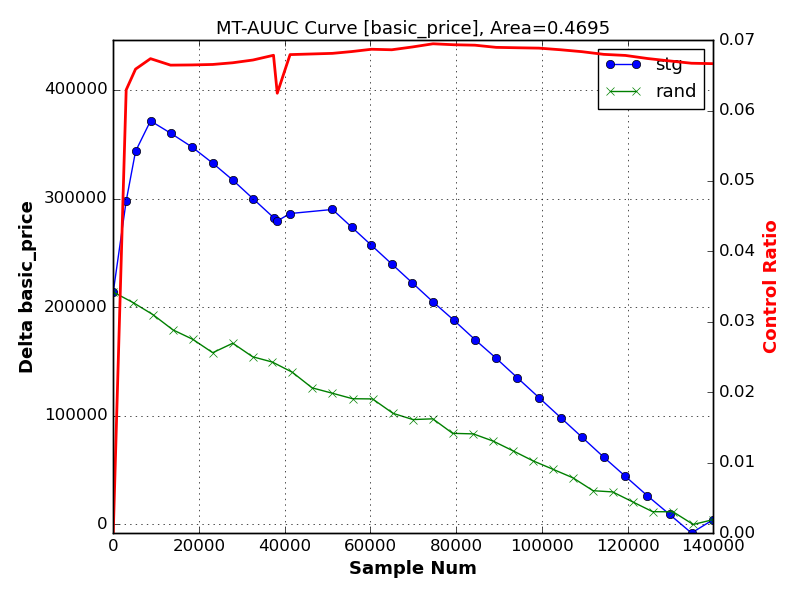 MT-AUUC Curve [basic_price], Area=0.4695
stg
rand
400000
300000
200000
100000
0
Delta basic_price
0.07
0.06
0.05
0.04
0.03
0.02
0.01
0.00
Control Ratio
0 20000 40000 60000 80000 100000 120000 140000
Sample Num